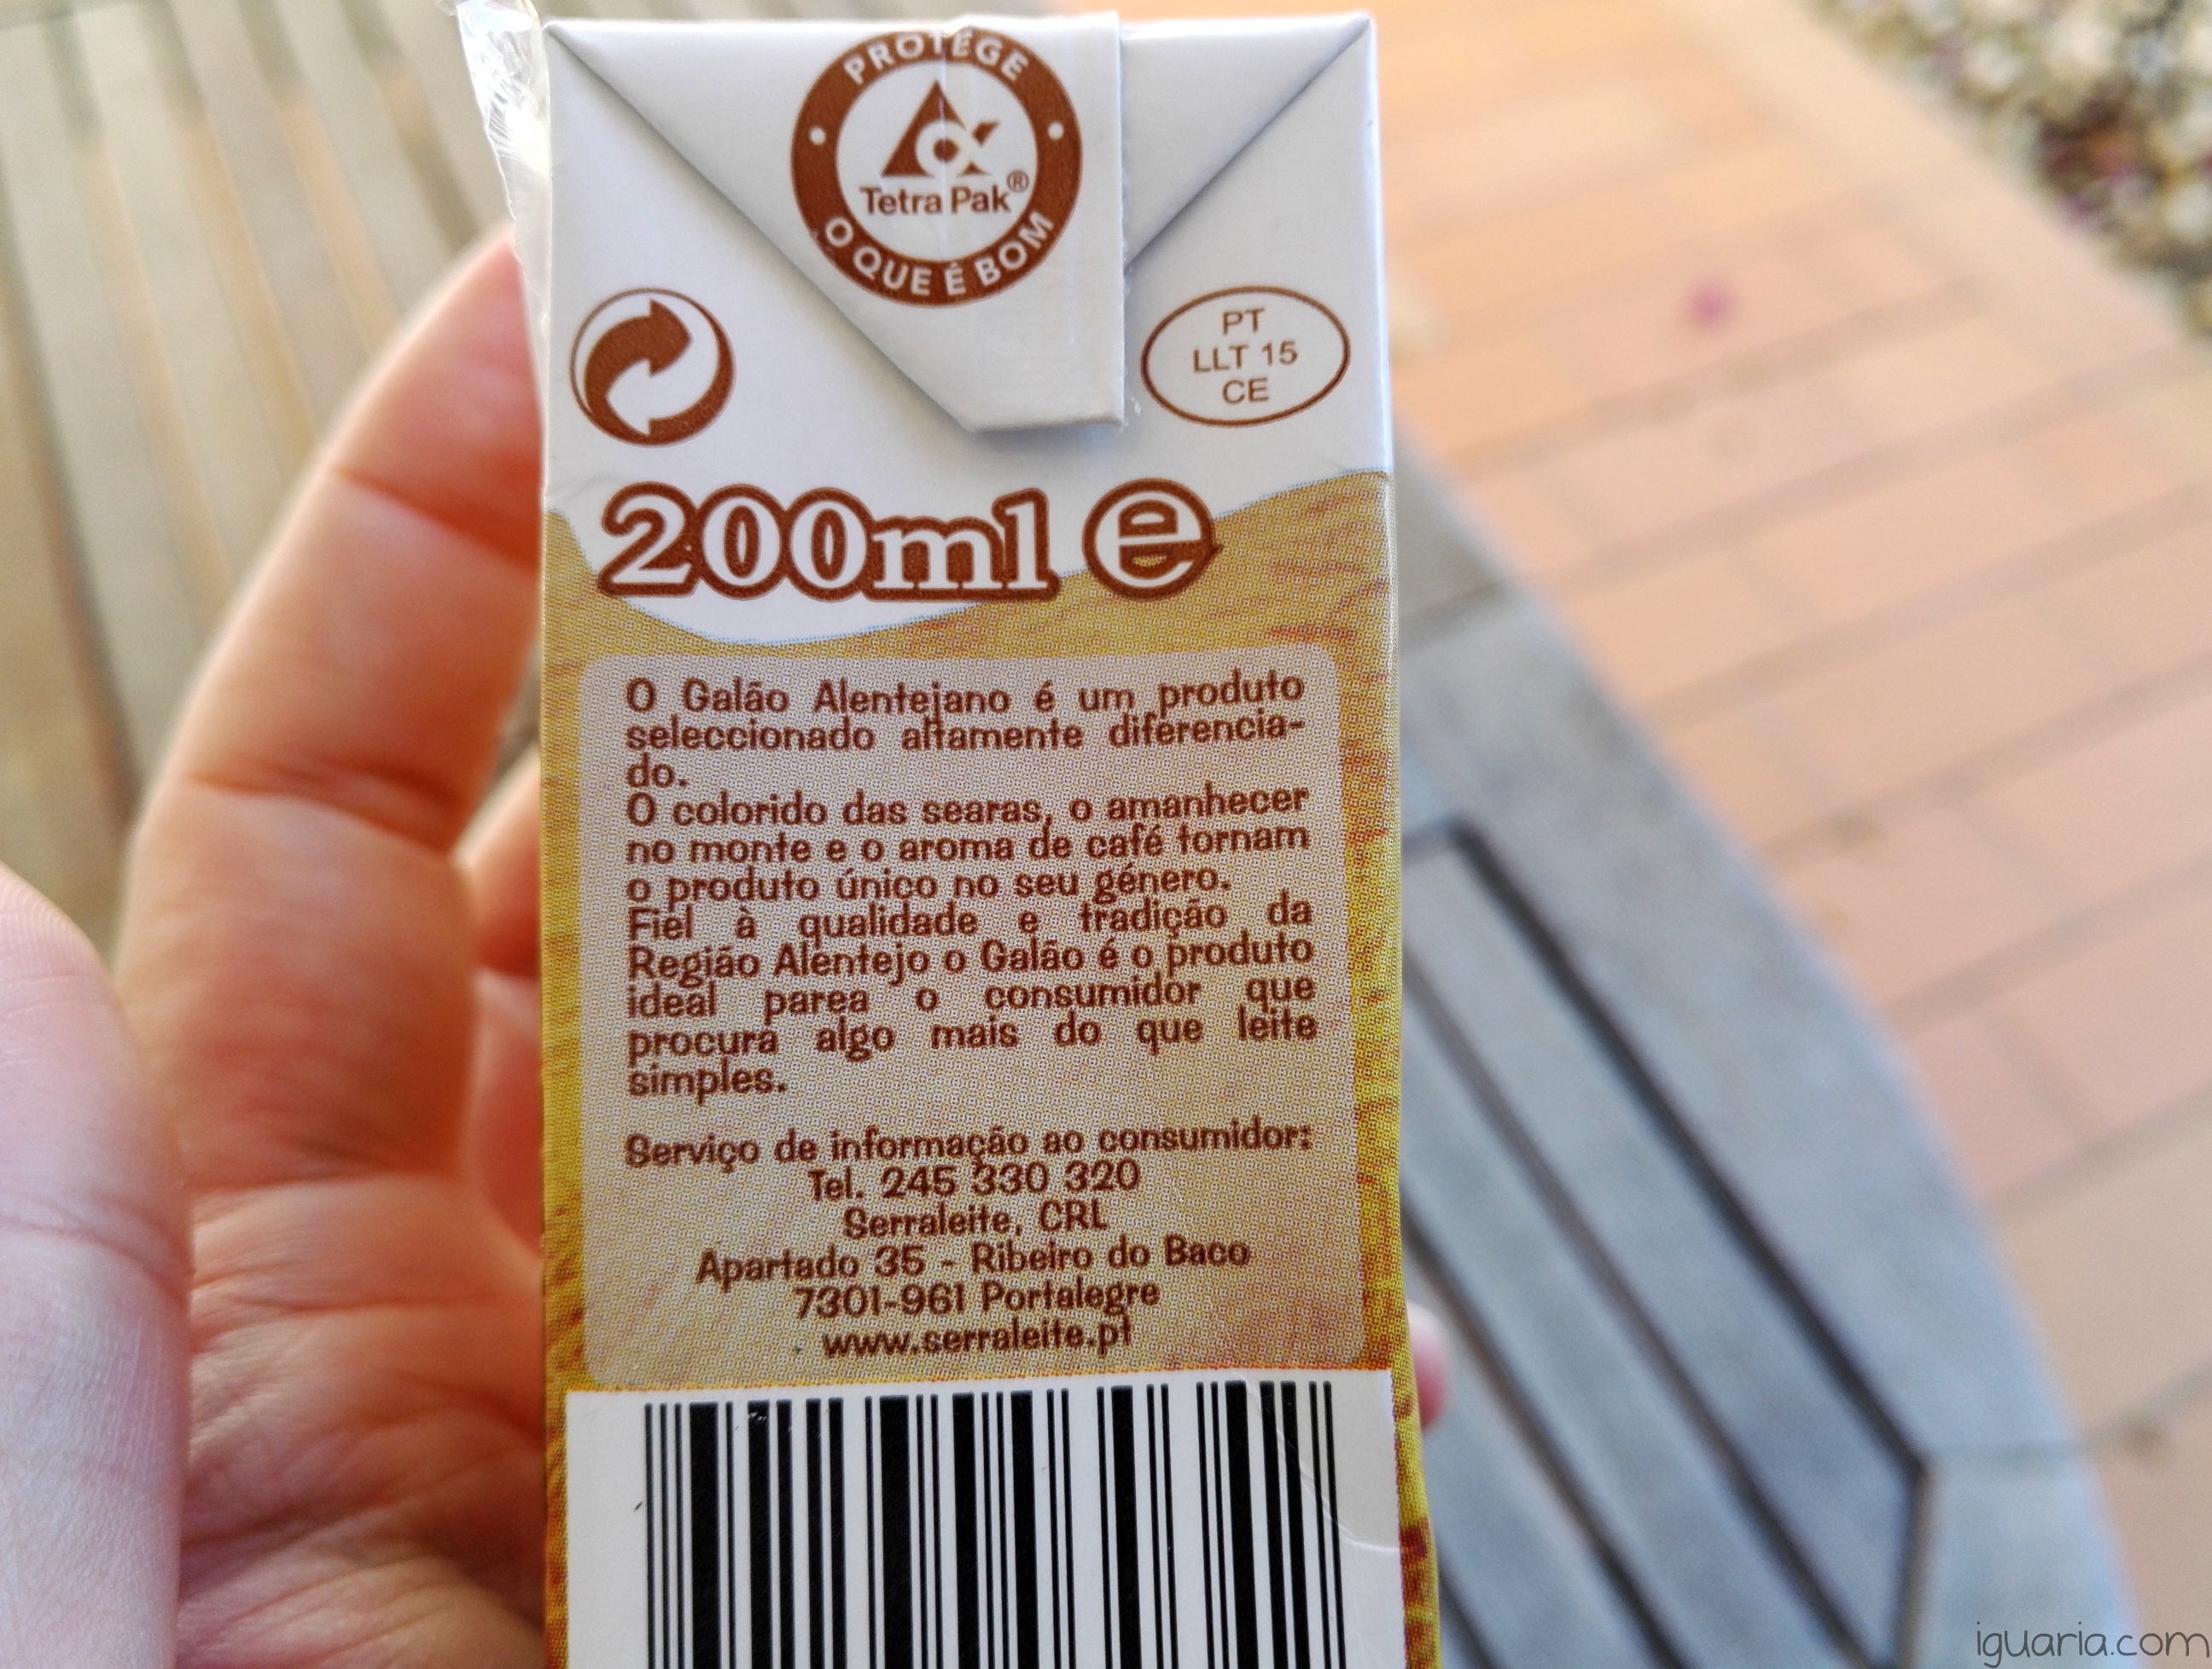 PROTEGE
Tetra Pak®
O QUE É BOM
PT
LLT 15
CE
200ml e
O Galão Alentejano é um produto
seleccionado altamente diferencia-
do.
O colorido das searas, o amanhecer
no monte e o aroma de café tornam
o produto único no seu género.
Fiel à qualidade e tradição da
Região Alentejo o Galão é o produto
ideal parea o consumidor que
procura algo mais do que leite
simples.
Serviço de informação ao consumidor:
Tel. 245 330 320
Serraleite, CRL
Apartado 35 - Ribeiro do Baco
7301-961 Portalegre
www.serraleite.pt
iguaria.com